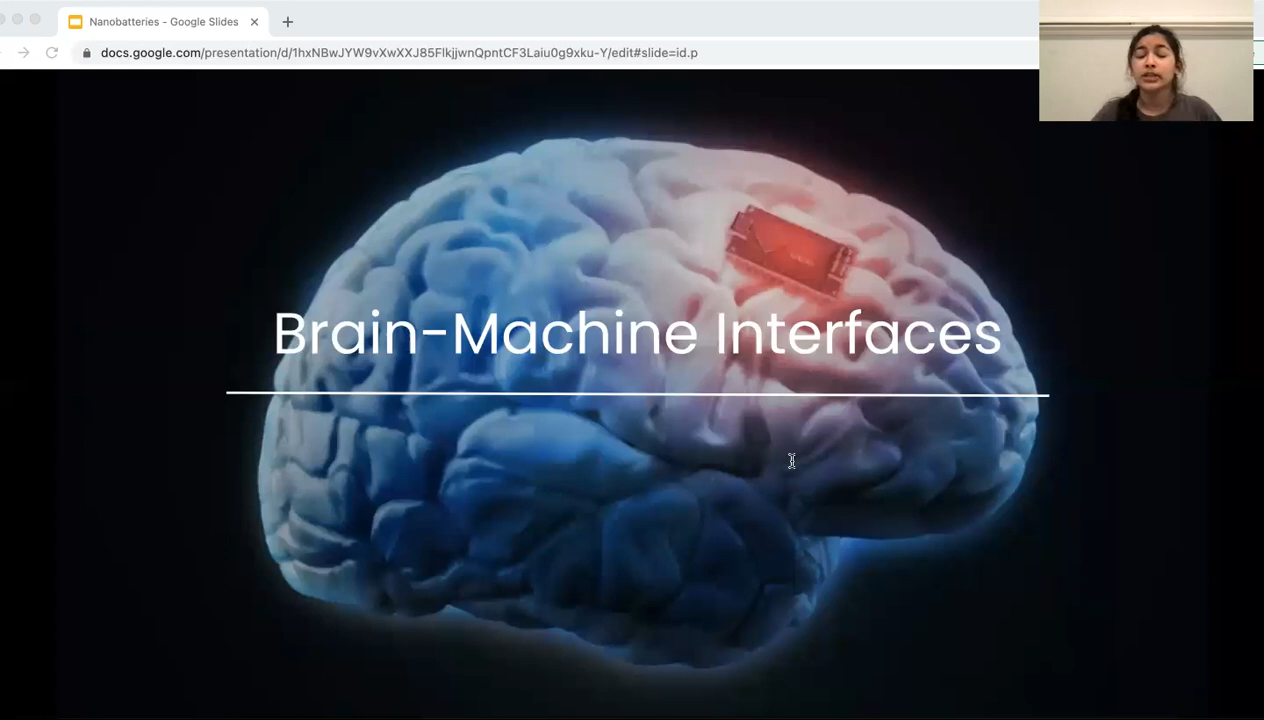 Nanobatteries - Google Slides
docs.google.com/presentation/d/1hxNBwJYW9vXwXXJ85FlkjjwnQpntCF3Laiu0g9xku-Y/edit#slide=id.p
Brain-Machine Interfaces